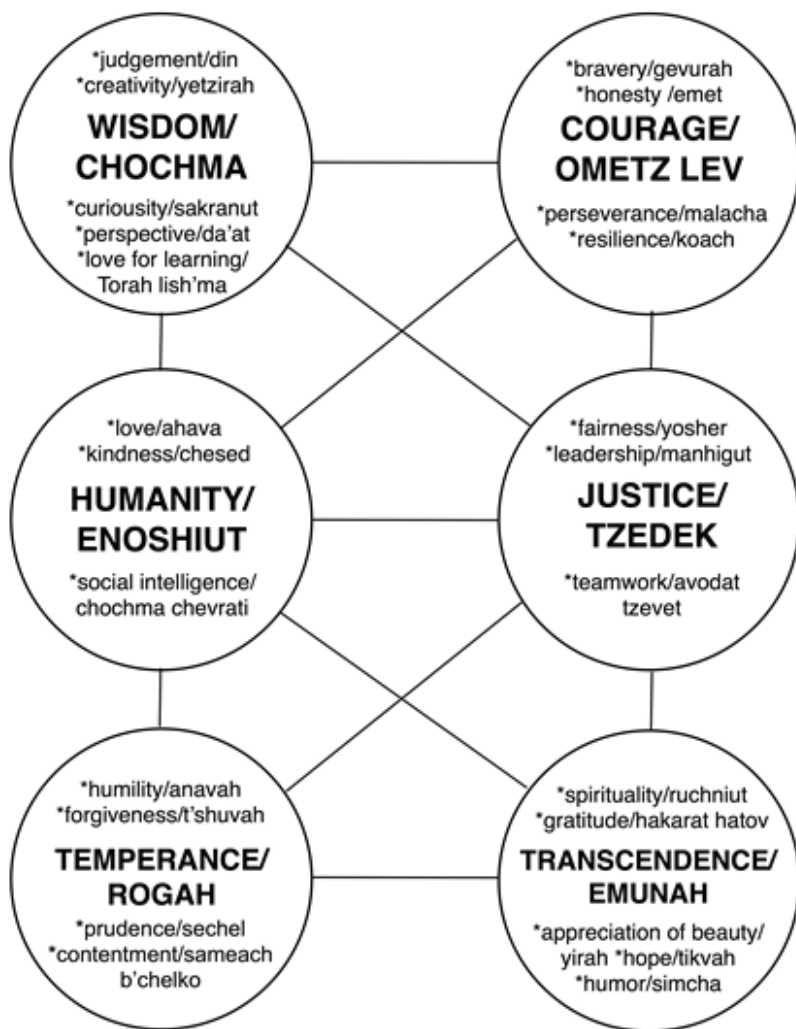 *judgement/din
*creativity/yetzirah
WISDOM/
CHOCHMA
*curiousity/sakranut
*perspective/da'at
*love for learning/
Torah lish'ma
*bravery/gevurah
*honesty /emet
COURAGE/
OMETZ LEV
*perseverance/malacha
*resilience/koach
*love/ahava
*kindness/chesed
HUMANITY/
ENOSHIUT
*social intelligence/
chochma chevrati
*fairness/yosher
*leadership/manhigut
JUSTICE/
TZEDEK
*teamwork/avodat
tzevet
*humility/anavah
*forgiveness/t'shuvah
TEMPERANCE/
ROGAH
*prudence/sechel
*contentment/sameach
b'chelko
*spirituality/ruchniut
*gratitude/hakarat hatov
TRANSCENDENCE/
EMUNAH
*appreciation of beauty/
yirah *hope/tikvah
*humor/simcha